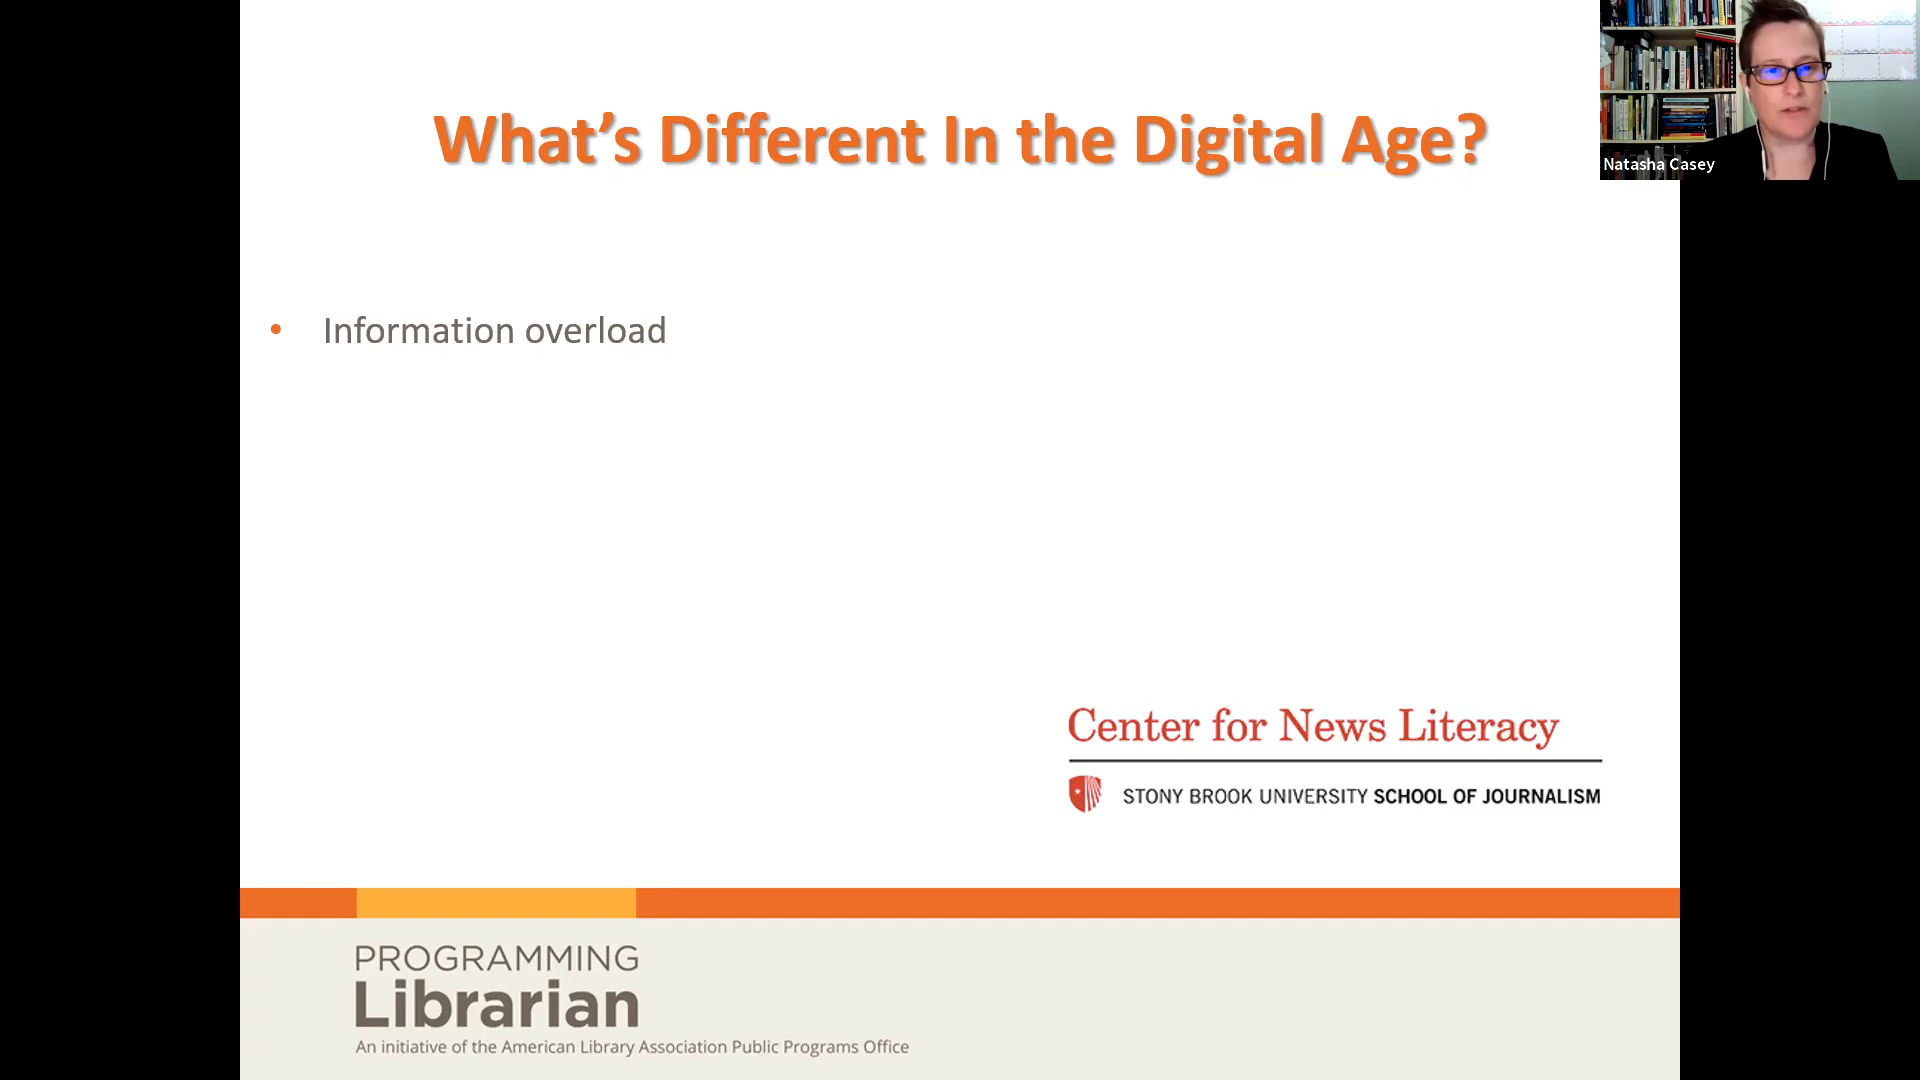 What’s Different In the Digital Age?
Natasha Casey
• Information overload
Center for News Literacy
STONY BROOK UNIVERSITY SCHOOL OF JOURNALISM
PROGRAMMING
Librarian
An initiative of the American Library Association Public Programs Office